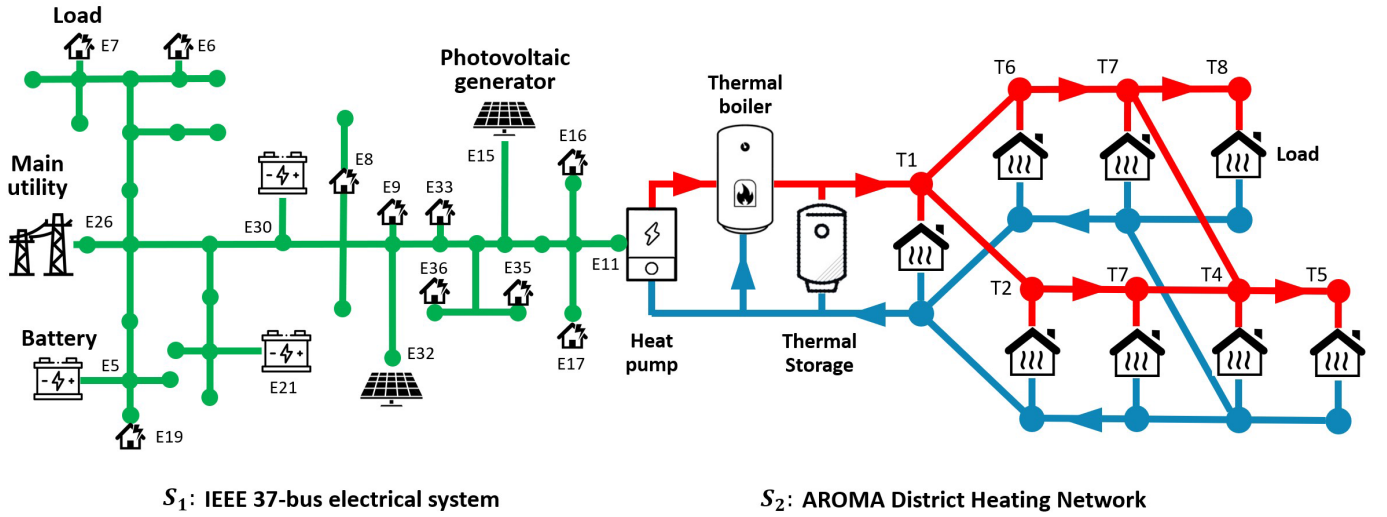 Load
E7
E6
Photovoltaic
generator
Thermal
boiler
T6
T7
T8
Main
utility
E8
E15
E16
T1
Load
E26
E30
E9
E33
E11
E36
E35
T2
T7
T4
T5
Battery
E5
E21
E32
E17
Heat
pump
Thermal
Storage
E19
S₁: IEEE 37-bus electrical system
S₂: AROMA District Heating Network